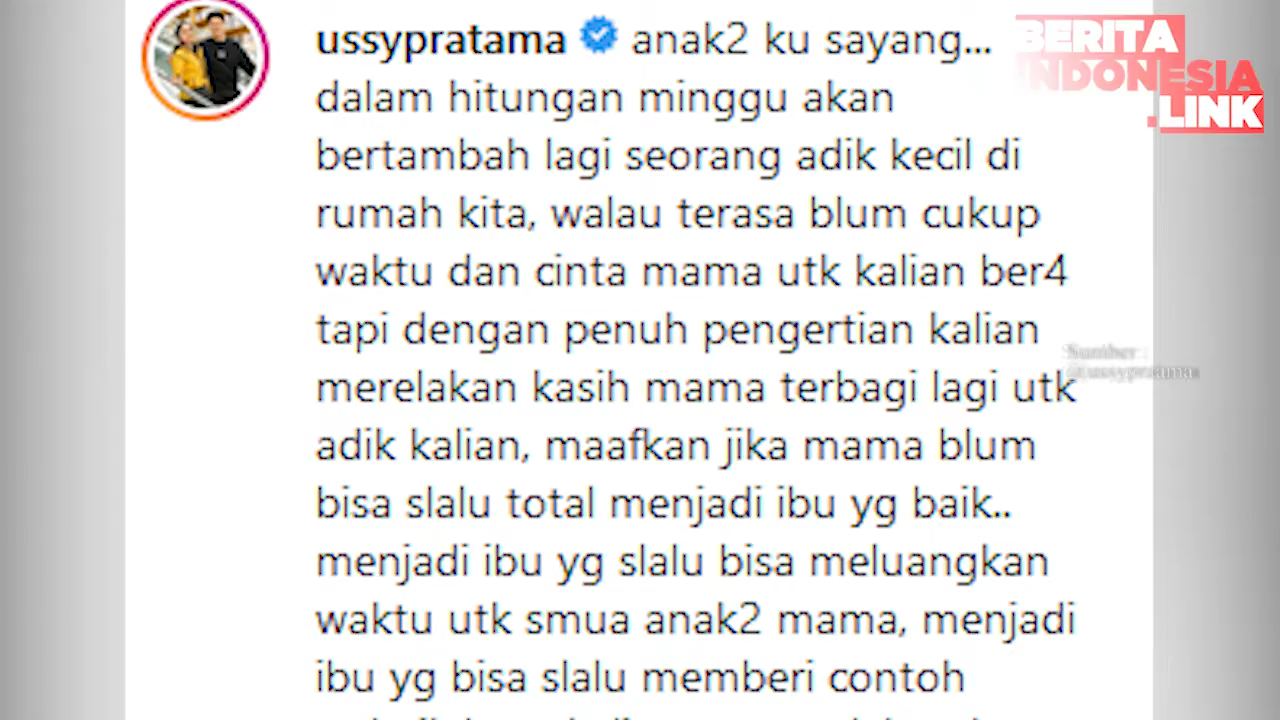 ussypratama anak2 ku sayang...
dalam hitungan minggu akan
bertambah lagi seorang adik kecil di
rumah kita, walau terasa blum cukup
waktu dan cinta mama utk kalian ber4
tapi dengan penuh pengertian kalian
merelakan kasih mama terbagi lagi utk
adik kalian, maafkan jika mama blum
bisa slalu total menjadi ibu yg baik..
menjadi ibu yg slalu bisa meluangkan
waktu utk smua anak2 mama, menjadi
ibu yg bisa slalu memberi contoh
BERITA
INDONESIA
.LINK
Sumber :
@ussypratama